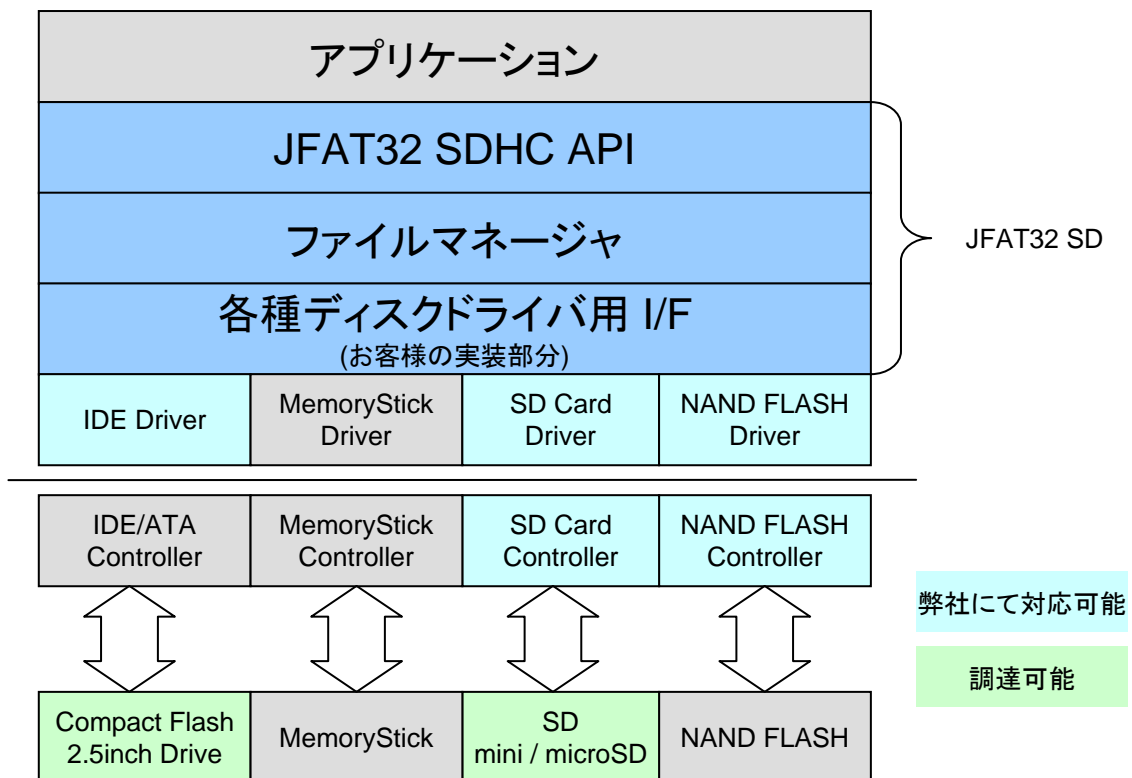 アプリケーション
JFAT32 SDHC API
ファイルマネージャ
各種ディスクドライバ用 I/F
(お客様の実装部分)
JFAT32 SD
IDE Driver
MemoryStick
Driver
SD Card
Driver
NAND FLASH
Driver
IDE/ATA
Controller
MemoryStick
Controller
SD Card
Controller
NAND FLASH
Controller
弊社にて対応可能
調達可能
Compact Flash
2.5inch Drive
MemoryStick
SD
mini / microSD
NAND FLASH